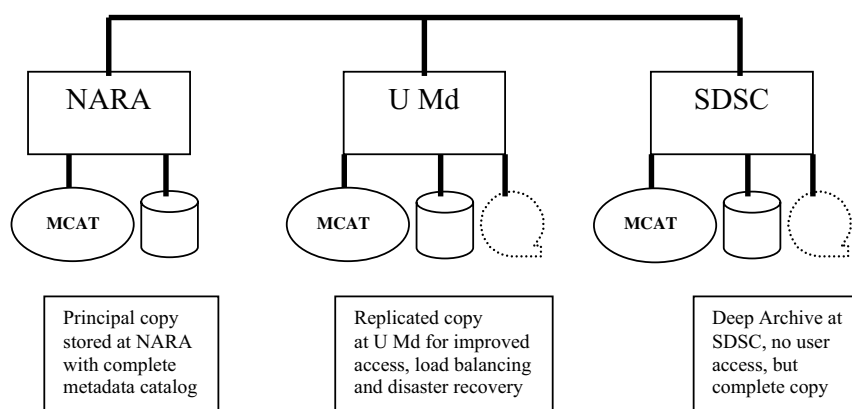 NARA
U Md
SDSC
MCAT
MCAT
MCAT
Principal copy
stored at NARA
with complete
metadata catalog
Replicated copy
at U Md for improved
access, load balancing
and disaster recovery
Deep Archive at
SDSC, no user
access, but
complete copy